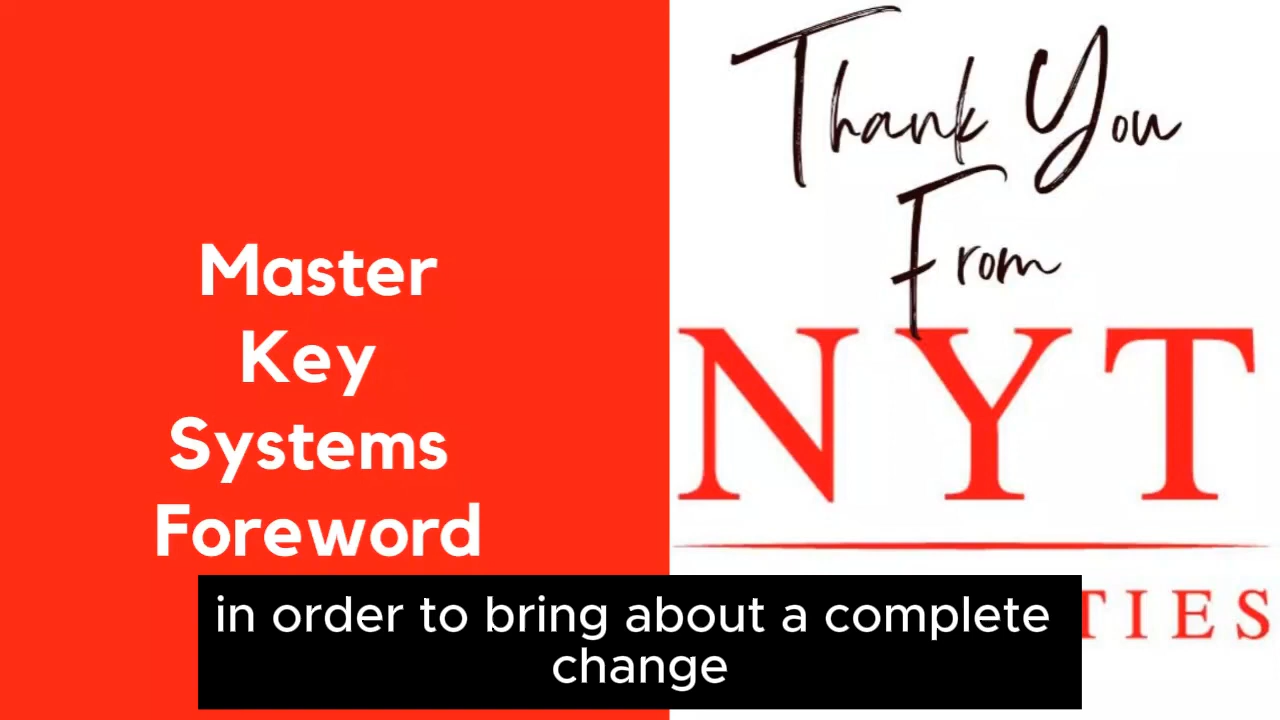 Master
Key
Systems
Foreword
Thank You
From
NYT
TIES
in order to bring about a complete
change